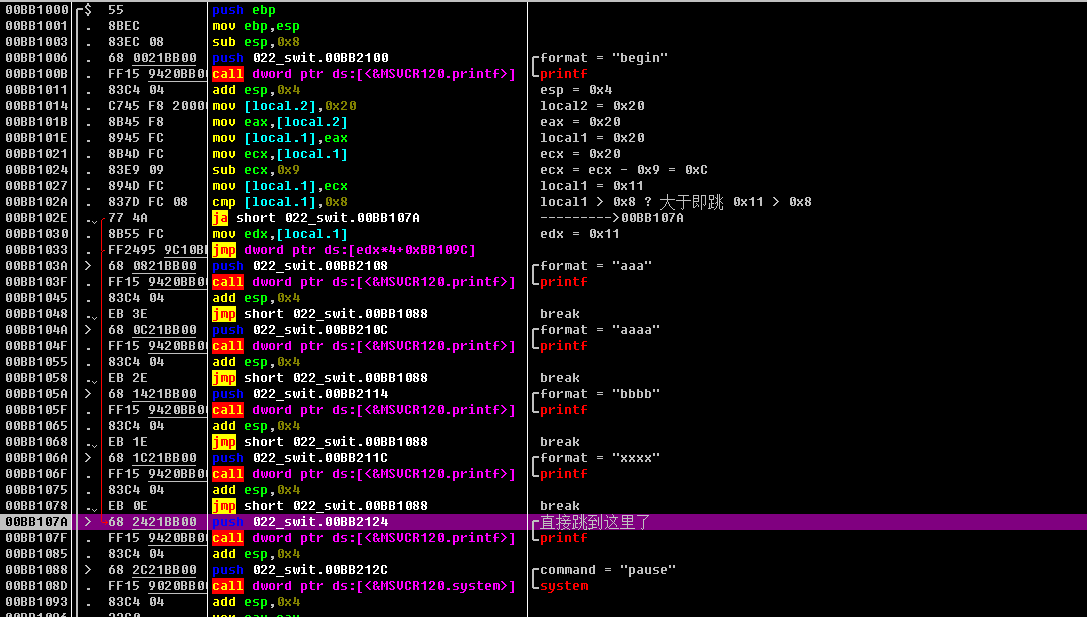 00BB1000 ┌$ 55 push ebp
00BB1001 . 8BEC mov ebp,esp
00BB1003 . 83EC 08 sub esp,0x8
00BB1006 . 68 0021BB00 push 022_swit.00BB2100 ┌format = "begin"
00BB100B . FF15 9420BB0 call dword ptr ds:[<&MSVCR120.printf>] └printf
00BB1011 . 83C4 04 add esp,0x4 esp = 0x4
00BB1014 . C745 F8 2000 mov [local.2],0x20 local2 = 0x20
00BB101B . 8B45 F8 mov eax,[local.2] eax = 0x20
00BB101E . 8945 FC mov [local.1],eax local1 = 0x20
00BB1021 . 8B4D FC mov ecx,[local.1] ecx = 0x20
00BB1024 . 83E9 09 sub ecx,0x9 ecx = ecx - 0x9 = 0xC
00BB1027 . 894D FC mov [local.1],ecx local1 = 0x11
00BB102A . 837D FC 08 cmp [local.1],0x8 local1 > 0x8 ? 大于即跳 0x11 > 0x8
00BB102E . 77 4A ja short 022_swit.00BB107A --------->00BB107A
00BB1030 . 8B55 FC mov edx,[local.1] edx = 0x11
00BB1033 . FF2495 9C10B jmp dword ptr ds:[edx*4+0xBB109C]
00BB103A > 68 0821BB00 push 022_swit.00BB2108 ┌format = "aaa"
00BB103F . FF15 9420BB0 call dword ptr ds:[<&MSVCR120.printf>] └printf
00BB1045 . 83C4 04 add esp,0x4
00BB1048 . EB 3E jmp short 022_swit.00BB1088 break
00BB104A > 68 0C21BB00 push 022_swit.00BB210C ┌format = "aaaa"
00BB104F . FF15 9420BB0 call dword ptr ds:[<&MSVCR120.printf>] └printf
00BB1055 . 83C4 04 add esp,0x4
00BB1058 . EB 2E jmp short 022_swit.00BB1088 break
00BB105A > 68 1421BB00 push 022_swit.00BB2114 ┌format = "bbbb"
00BB105F . FF15 9420BB0 call dword ptr ds:[<&MSVCR120.printf>] └printf
00BB1065 . 83C4 04 add esp,0x4
00BB1068 . EB 1E jmp short 022_swit.00BB1088 break
00BB106A > 68 1C21BB00 push 022_swit.00BB211C ┌format = "xxxx"
00BB106F . FF15 9420BB0 call dword ptr ds:[<&MSVCR120.printf>] └printf
00BB1075 . 83C4 04 add esp,0x4
00BB1078 . EB 0E jmp short 022_swit.00BB1088 break
00BB107A > 68 2421BB00 push 022_swit.00BB2124 ┌直接跳到这里了
00BB107F . FF15 9420BB0 call dword ptr ds:[<&MSVCR120.printf>] └printf
00BB1085 . 83C4 04 add esp,0x4
00BB1088 > 68 2C21BB00 push 022_swit.00BB212C ┌command = "pause"
00BB108D . FF15 9020BB0 call dword ptr ds:[<&MSVCR120.system>] └system
00BB1093 . 83C4 04 add esp,0x4